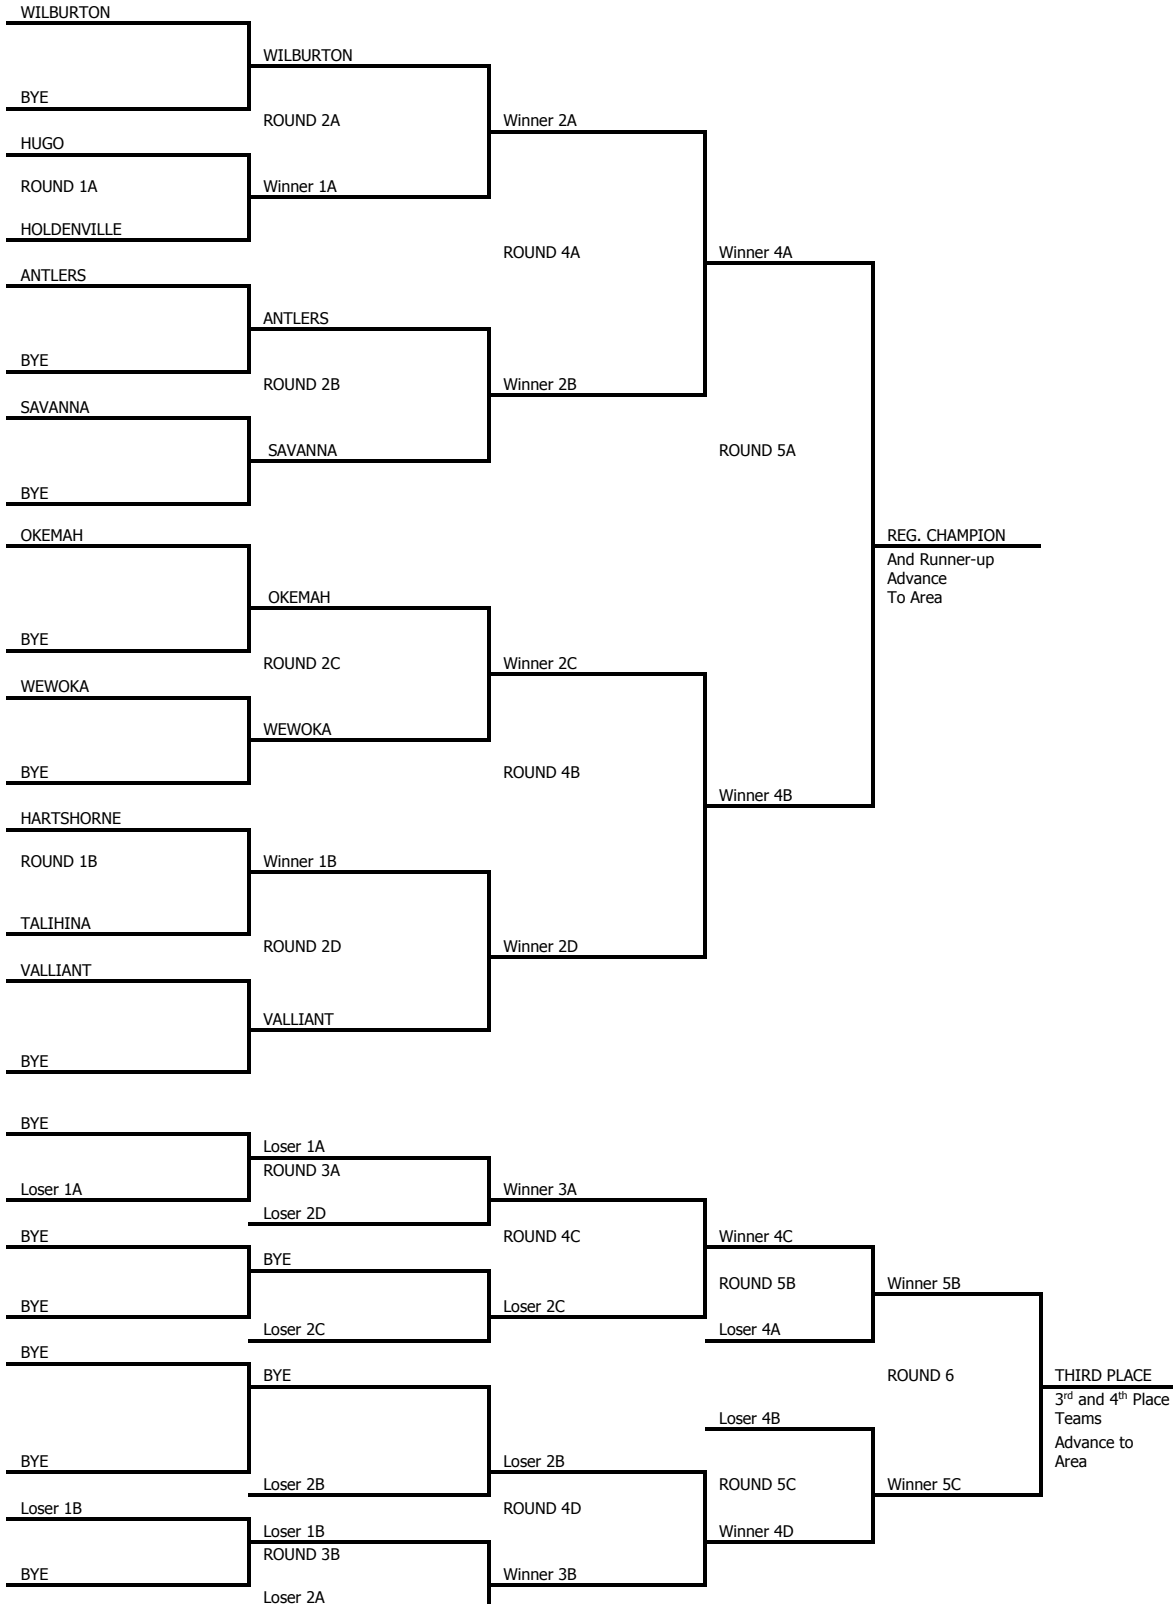 WILBURTON
WILBURTON
BYE
ROUND 2A
Winner 2A
HUGO
ROUND 1A
Winner 1A
HOLDENVILLE
ROUND 4A
Winner 4A
ANTLERS
ANTLERS
BYE
ROUND 2B
Winner 2B
SAVANNA
SAVANNA
ROUND 5A
BYE
OKEMAH
REG. CHAMPION
And Runner-up
Advance
To Area
OKEMAH
BYE
ROUND 2C
Winner 2C
WEWOKA
WEWOKA
BYE
ROUND 4B
Winner 4B
HARTSHORNE
ROUND 1B
Winner 1B
TALIHINA
ROUND 2D
Winner 2D
VALLIANT
VALLIANT
BYE
BYE
Loser 1A
ROUND 3A
Loser 1A
Winner 3A
Loser 2D
BYE
ROUND 4C
Winner 4C
BYE
ROUND 5B
Winner 5B
BYE
Loser 2C
Loser 2C
Loser 4A
BYE
BYE
ROUND 6
THIRD PLACE
3rd and 4th Place
Teams
Loser 4B
Advance to
Area
BYE
Loser 2B
Loser 2B
ROUND 5C
Winner 5C
Loser 1B
ROUND 4D
Loser 1B
Winner 4D
ROUND 3B
BYE
Winner 3B
Loser 2A